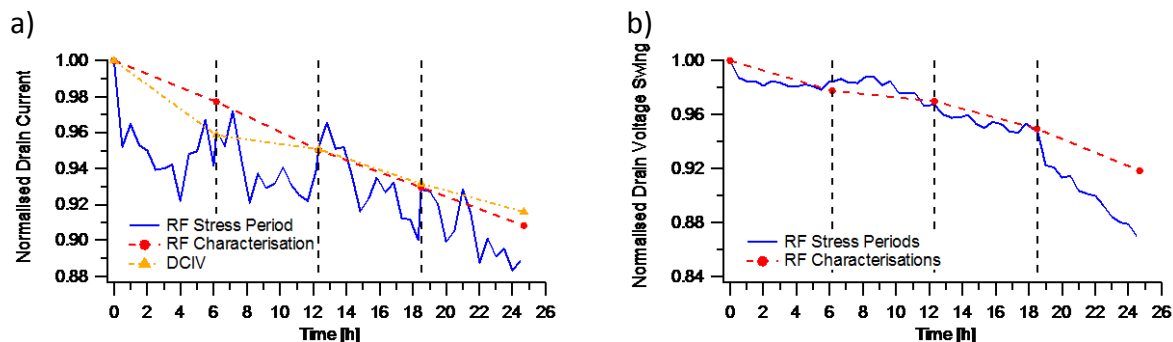 a)
Normalised Drain Current
1.00
0.98
0.96
0.94
0.92
0.90
0.88
RF Stress Period
RF Characterisation
DCIV
0 2 4 6 8 10 12 14 16 18 20 22 24 26
Time [h]
b)
Normalised Drain Voltage Swing
1.00
0.96
0.92
0.88
0.84
RF Stress Periods
RF Characterisations
0 2 4 6 8 10 12 14 16 18 20 22 24 26
Time [h]